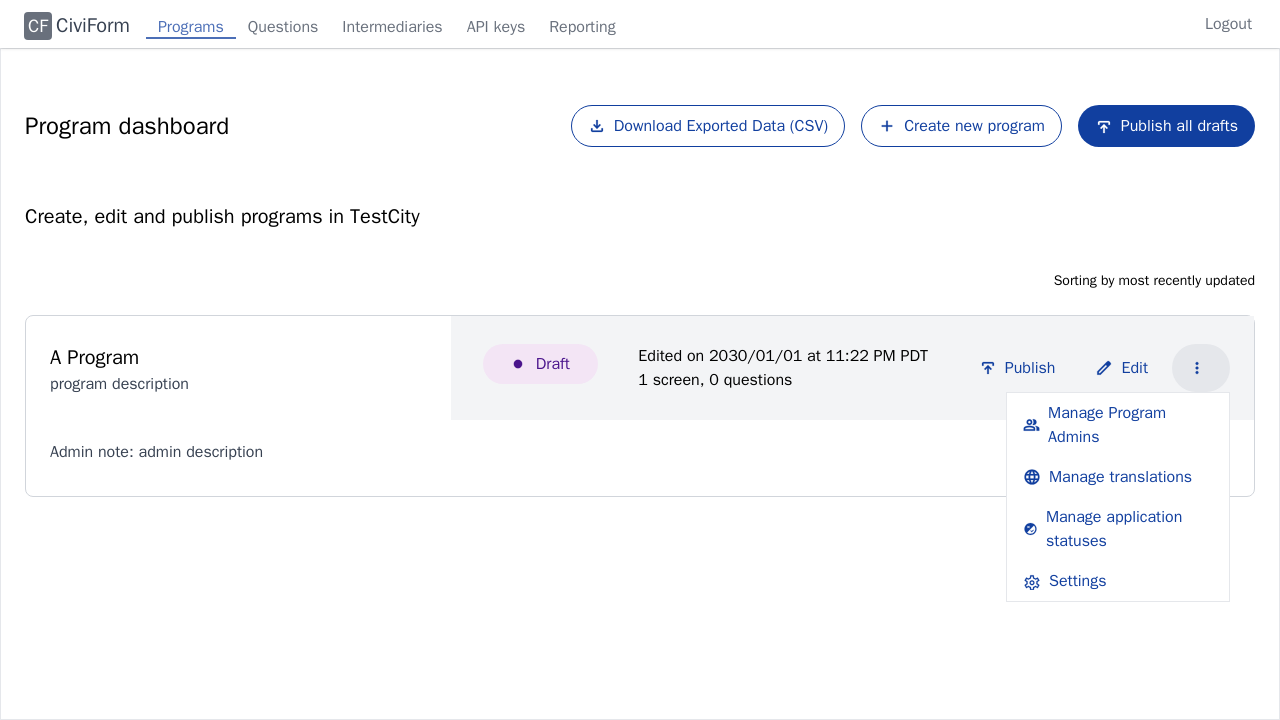 CF CiviForm Programs Questions Intermediaries API keys Reporting Logout
Program dashboard Download Exported Data (CSV) Create new program Publish all drafts
Create, edit and publish programs in TestCity
Sorting by most recently updated
A Program
program description
Draft
Edited on 2030/01/01 at 11:22 PM PDT
1 screen, 0 questions
Publish Edit
Admin note: admin description
Manage Program
Admins
Manage translations
Manage application
statuses
Settings